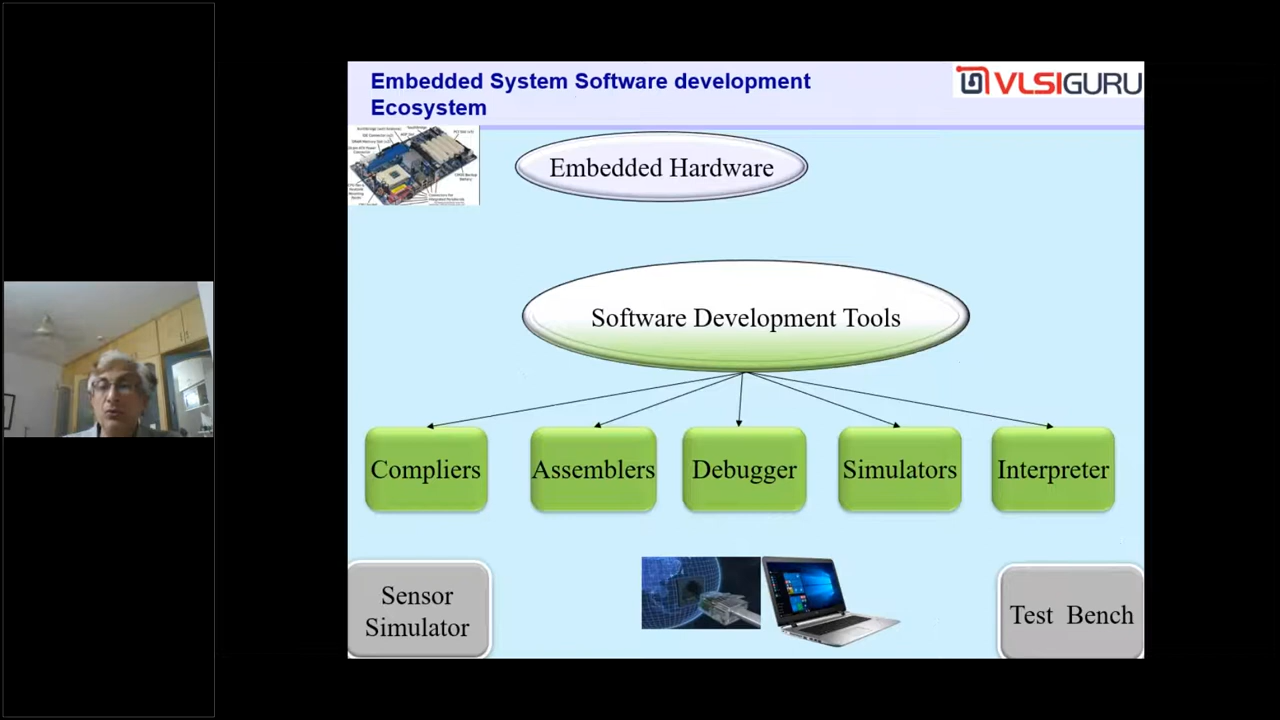 Embedded System Software development
Ecosystem
VLSIGURU
Embedded Hardware
Software Development Tools
Compliers
Assemblers
Debugger
Simulators
Interpreter
Sensor
Simulator
Test Bench